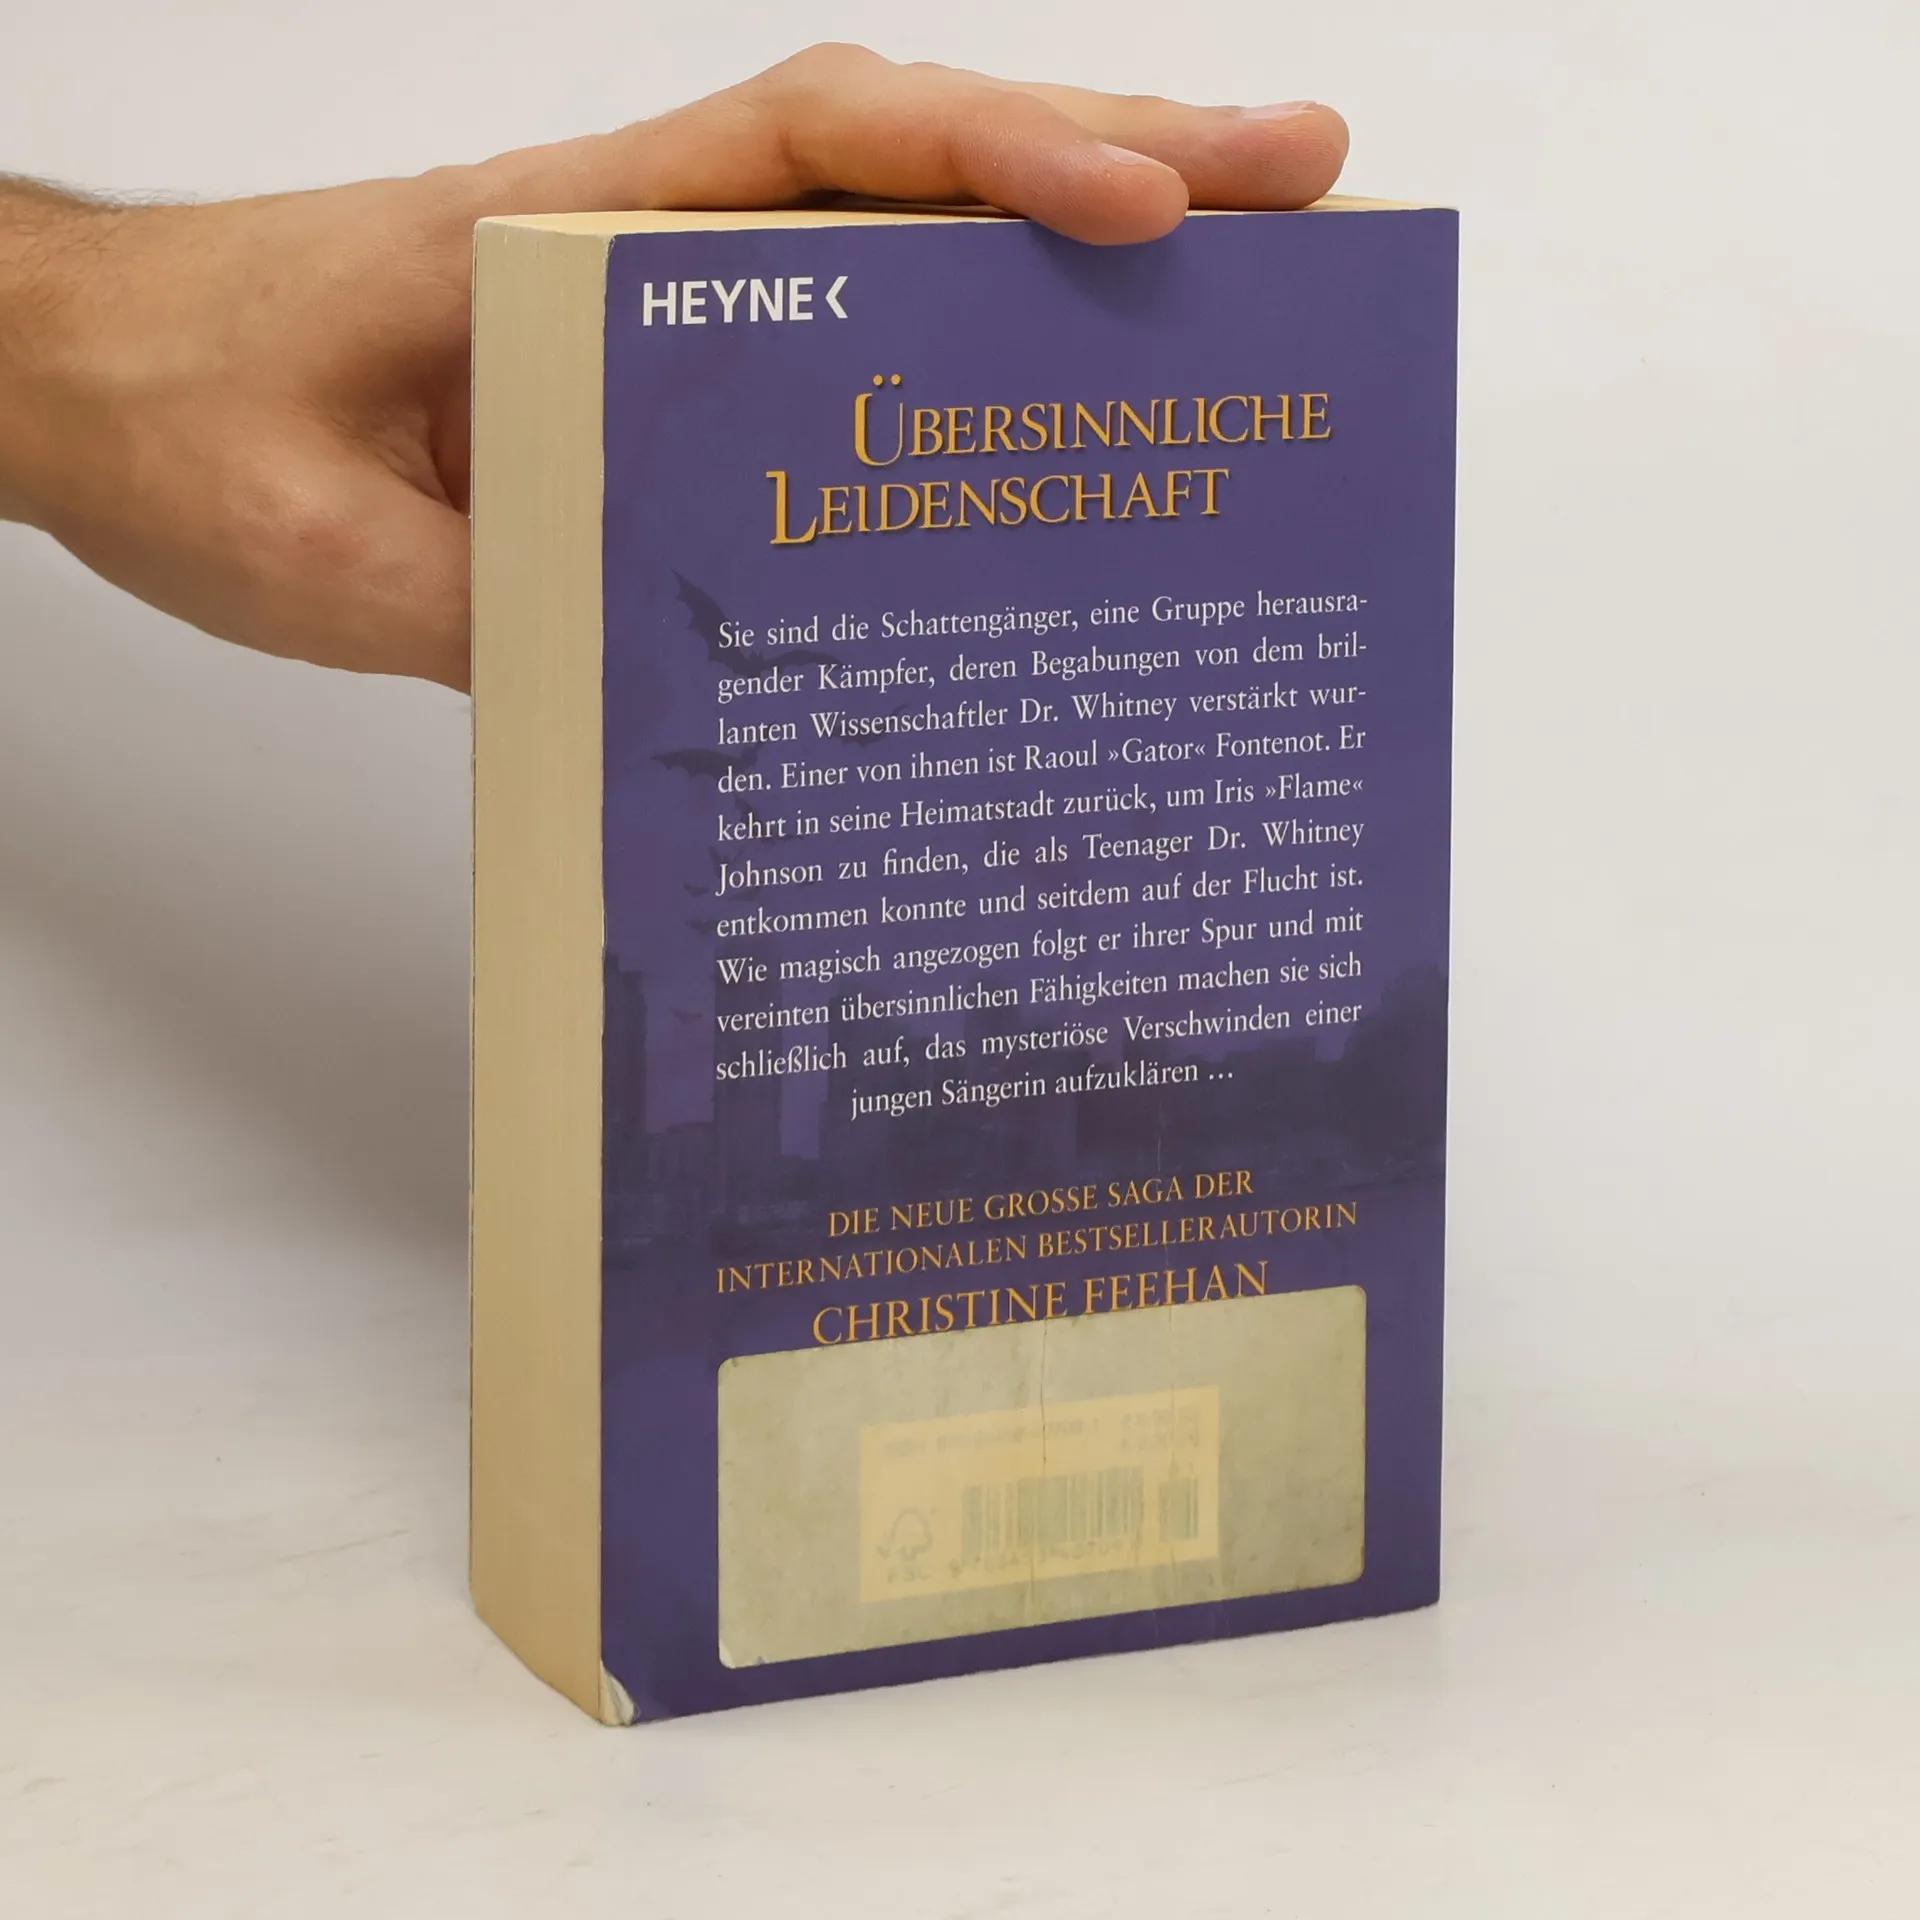 HEYNE
ÜBERSINNLICHE
LEIDENSCHAFT
Sie sind die Schattengänger, eine Gruppe herausra-
gender Kämpfer, deren Begabungen von dem bril-
lanten Wissenschaftler Dr. Whitney verstärkt wur-
den. Einer von ihnen ist Raoul »Gator« Fontenot. Er
kehrt in seine Heimatstadt zurück, um Iris »Flame«
Johnson zu finden, die als Teenager Dr. Whitney
entkommen konnte und seitdem auf der Flucht ist.
Wie magisch angezogen folgt er ihrer Spur und mit
vereinten übersinnlichen Fähigkeiten machen sie sich
schließlich auf, das mysteriöse Verschwinden einer
jungen Sängerin aufzuklären ...
DIE NEUE GROSSE SAGA DER
INTERNATIONALEN BESTSELLERAUTORIN
CHRISTINE FEEHAN